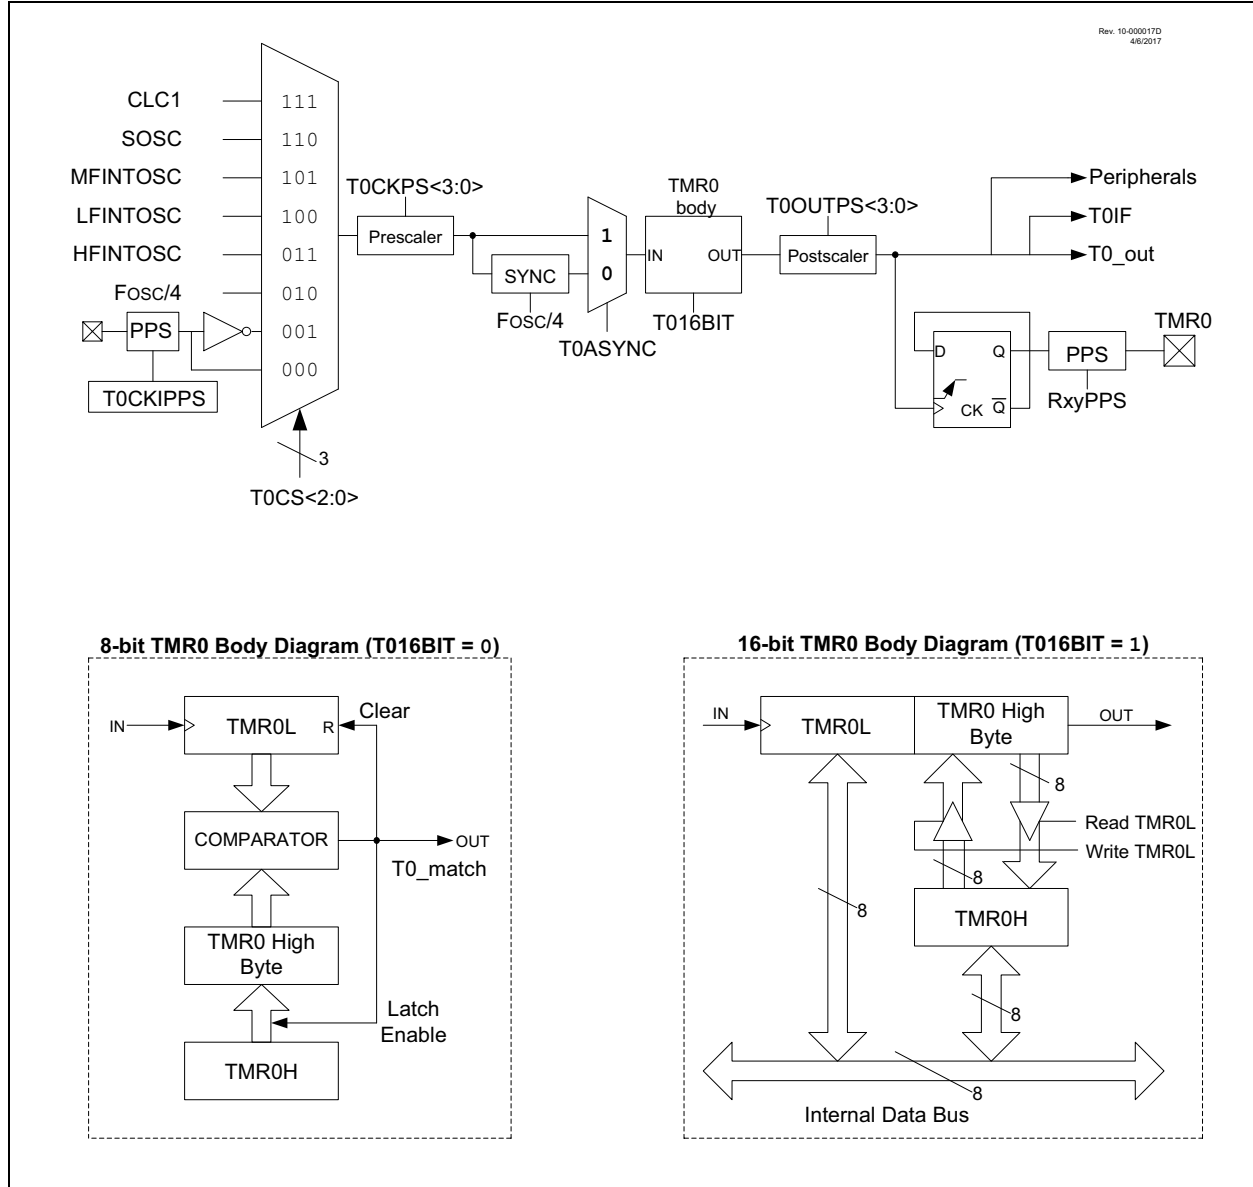 Rev. 10-000017D
4/6/2017
CLC1
111
SOSC
110
MFINTOSC
101
LFINTOSC
100
HFINTOSC
011
FOSC/4
010
PPS
001
000
T0CKIPPS
3
T0CS<2:0>
T0CKPS<3:0>
Prescaler
SYNC
FOSC/4
1
0
T0ASYNC
TMR0
body
IN
OUT
T016BIT
T0OUTPS<3:0>
Postscaler
Peripherals
T0IF
T0_out
D
Q
CK
Q
PPS
RxyPPS
TMR0
8-bit TMR0 Body Diagram (T016BIT = 0)
IN
TMR0L
R
Clear
COMPARATOR
OUT
T0_match
TMR0 High
Byte
Latch
Enable
TMR0H
16-bit TMR0 Body Diagram (T016BIT = 1)
IN
TMR0L
TMR0 High
Byte
OUT
8
Read TMR0L
Write TMR0L
8
8
TMR0H
8
8
Internal Data Bus